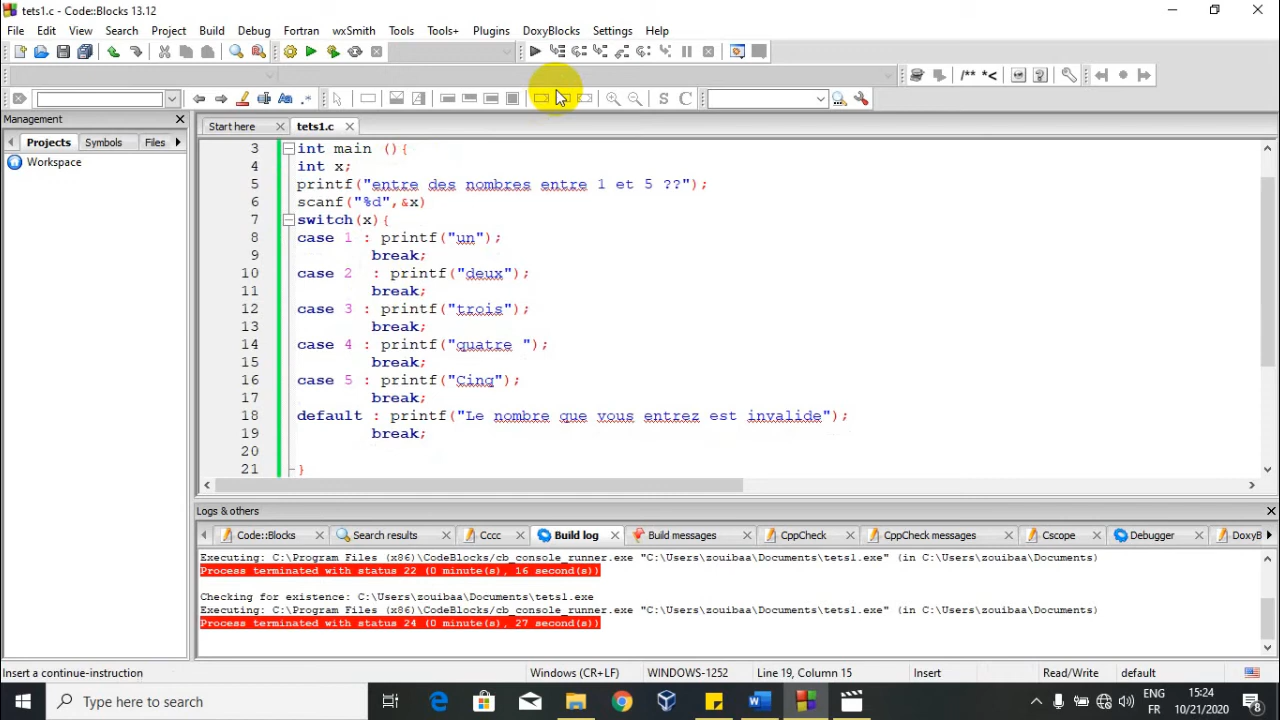 tets1.c - Code::Blocks 13.12
File Edit View Search Project Build Debug Fortran wxSmith Tools Tools+ Plugins DoxyBlocks Settings Help
/** *<
Aa .*
S C
Management
Projects Symbols Files
Workspace
Start here tets1.c
3 int main (){
4 int x;
5 printf("entre des nombres entre 1 et 5 ??");
6 scanf("%d",&x)
7 switch(x){
8 case 1 : printf("un");
9 break;
10 case 2 : printf("deux");
11 break;
12 case 3 : printf("trois");
13 break;
14 case 4 : printf("quatre ");
15 break;
16 case 5 : printf("Cinq");
17 break;
18 default : printf("Le nombre que vous entrez est invalide");
19 break;
20
21 }
Logs & others
Code::Blocks Search results Cccc Build log Build messages CppCheck CppCheck messages Cscope Debugger DoxyB
Executing: C:\Program Files (x86)\CodeBlocks/cb_console_runner.exe "C:\Users\zouibaa\Documents\tets1.exe" (in C:\Users\zouibaa\Documents)
Process terminated with status 22 (0 minute(s), 16 second(s))
Checking for existence: C:\Users\zouibaa\Documents\tets1.exe
Executing: C:\Program Files (x86)\CodeBlocks/cb_console_runner.exe "C:\Users\zouibaa\Documents\tets1.exe" (in C:\Users\zouibaa\Documents)
Process terminated with status 24 (0 minute(s), 27 second(s))
Insert a continue-instruction Windows (CR+LF) WINDOWS-1252 Line 19, Column 15 Insert Read/Write default
Type here to search
ENG
FR
15:24
10/21/2020
8